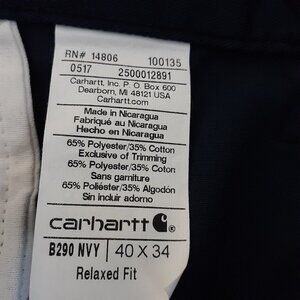 RN# 14806 100135
0517 2500012891
Carhartt, Inc. P. O. Box 600
Dearborn, MI 48121 USA
Carhartt.com
Made in Nicaragua
Fabriqué au Nicaragua
Hecho en Nicaragua
65% Polyester/35% Cotton
Exclusive of Trimming
65% Polyester/35% Coton
Sans garniture
65% Poliéster/35% Algodón
Sin incluir adorno
carhartt
B290 NVY 40 X 34
Relaxed Fit